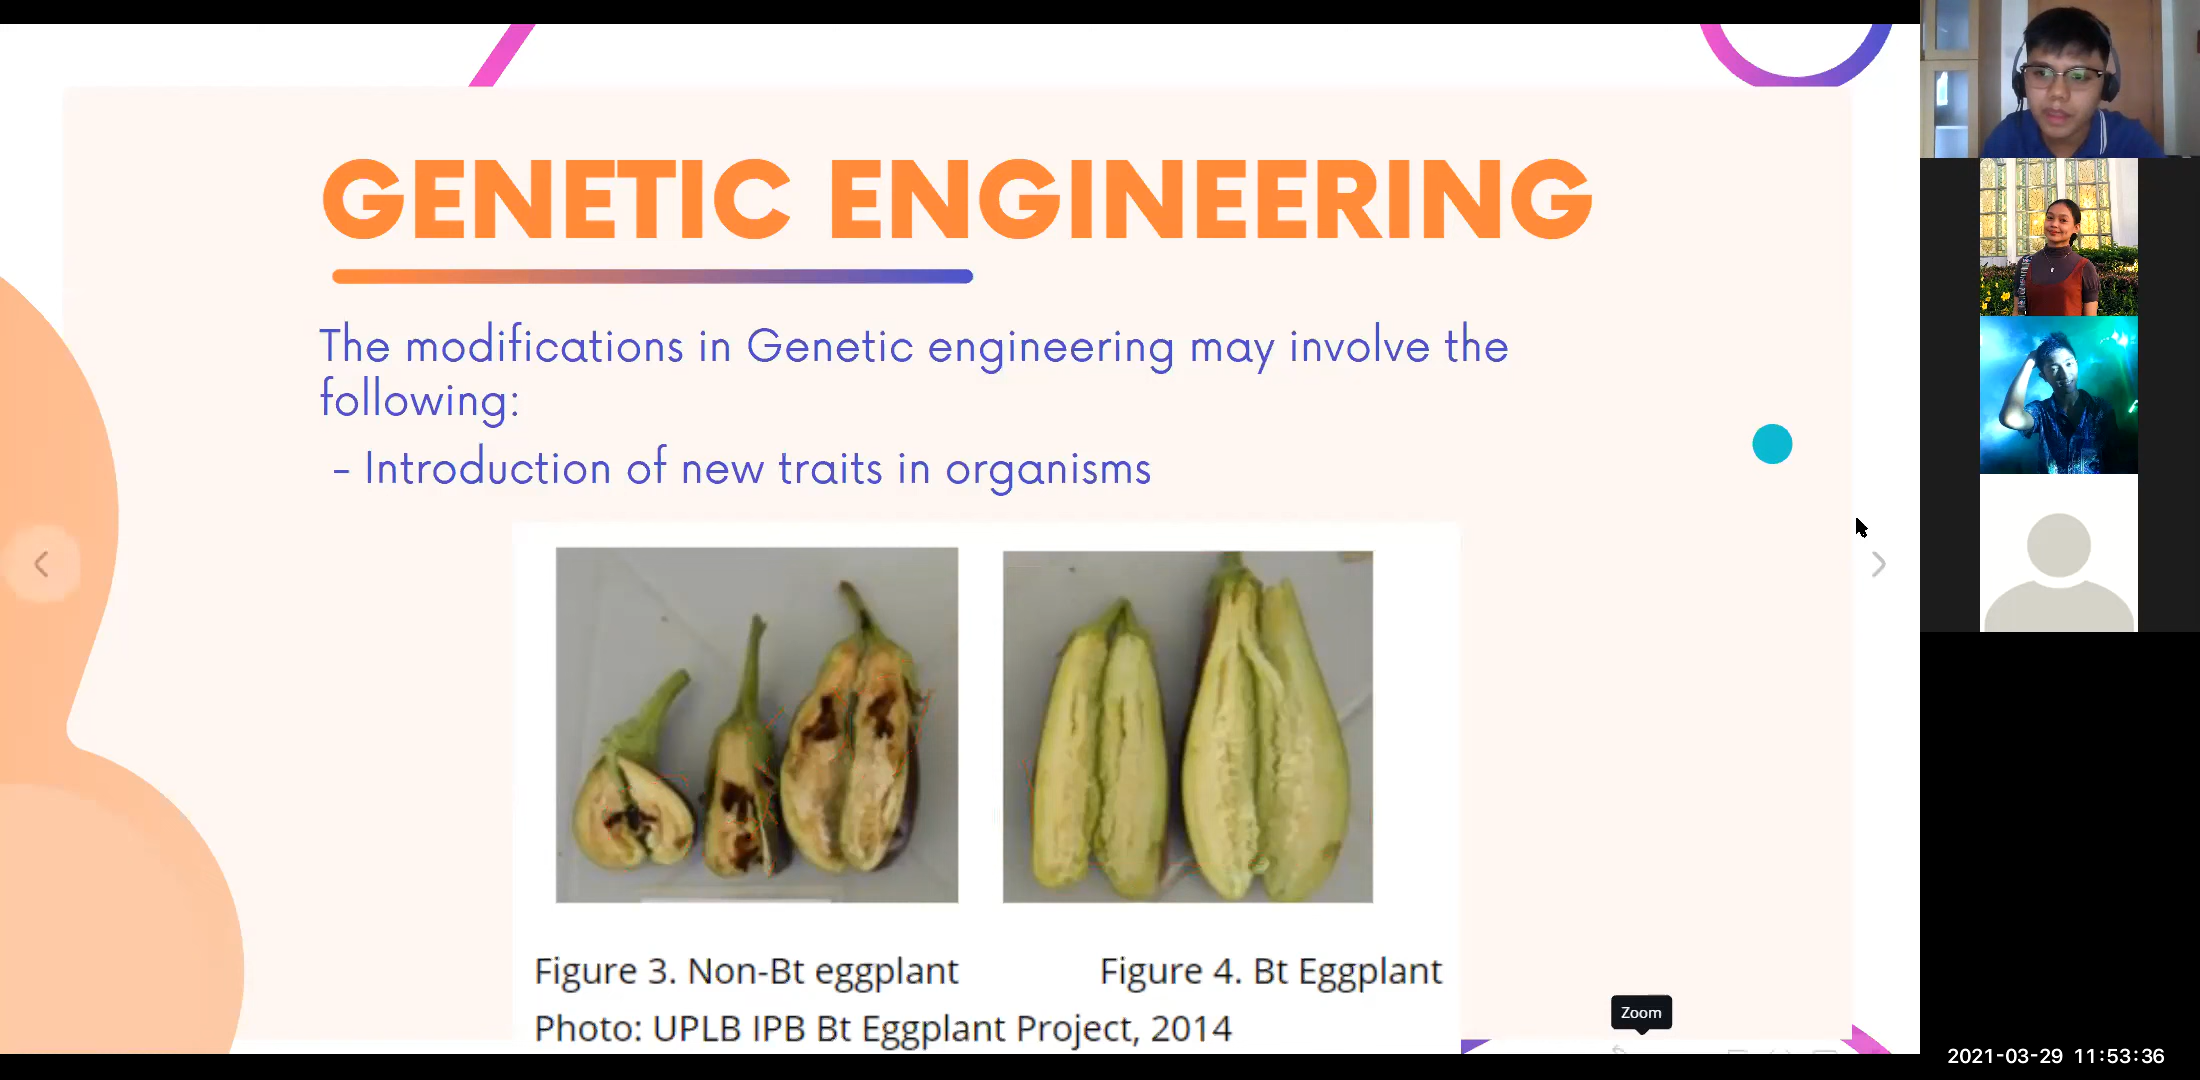 GENETIC ENGINEERING
The modifications in Genetic engineering may involve the
following:
- Introduction of new traits in organisms
Figure 3. Non-Bt eggplant
Figure 4. Bt Eggplant
Photo: UPLB IPB Bt Eggplant Project, 2014
Zoom
2021-03-29 11:53:36